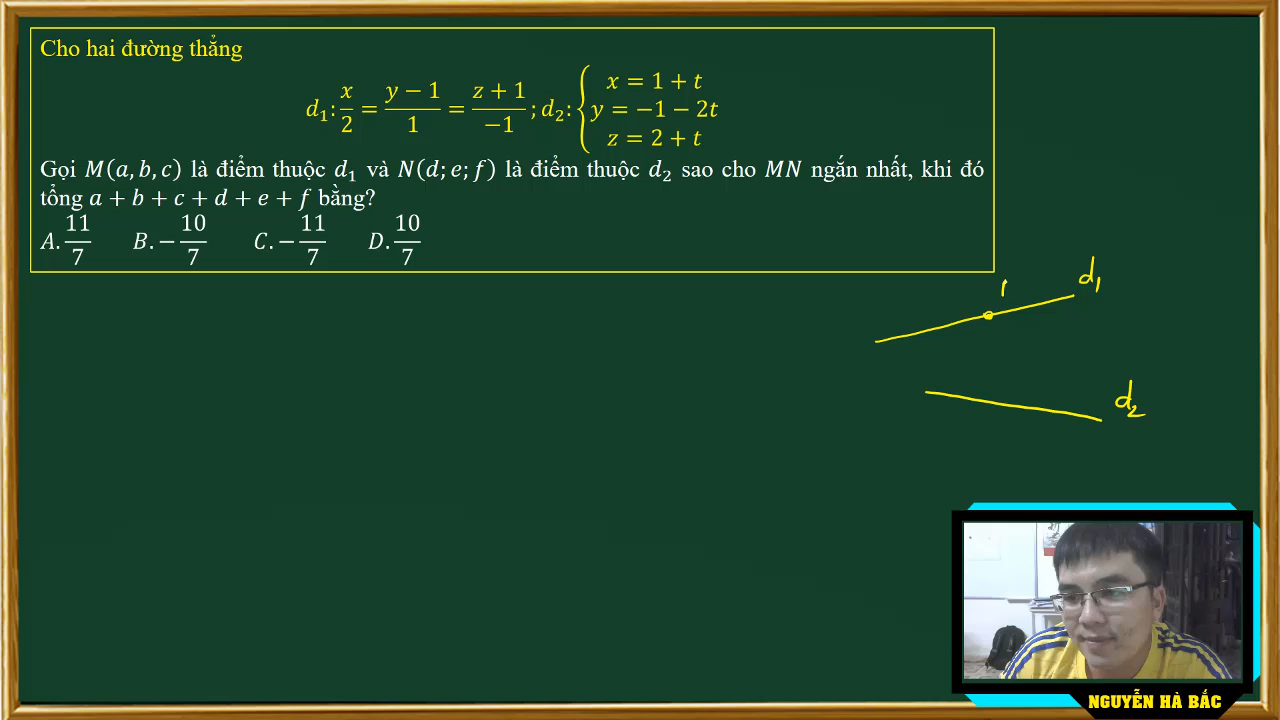 Cho hai đường thẳng
d₁: x/2 = (y − 1)/1 = (z + 1)/−1 ; d₂: { x = 1 + t
y = −1 − 2t
z = 2 + t
Gọi M(a, b, c) là điểm thuộc d₁ và N(d; e; f) là điểm thuộc d₂ sao cho MN ngắn nhất, khi đó
tổng a + b + c + d + e + f bằng?
A. 11/7 B. − 10/7 C. − 11/7 D. 10/7
d₁
d₂
NGUYỄN HÀ BẮC